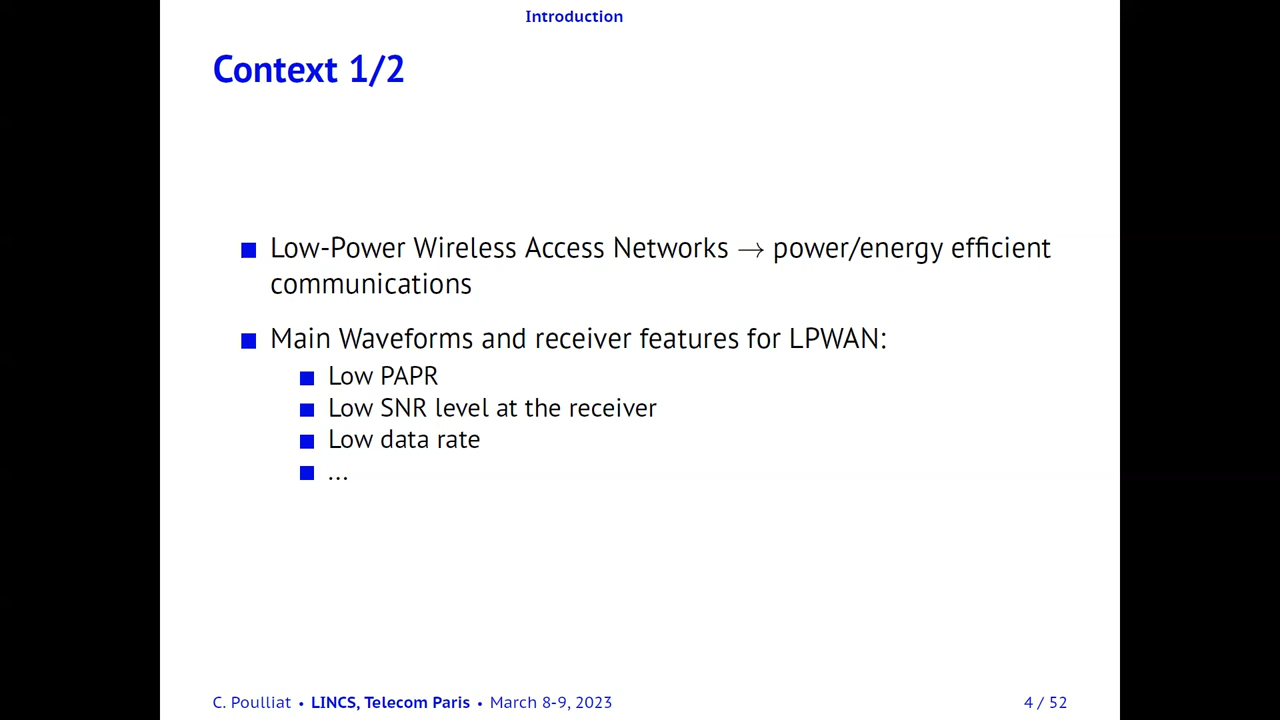 Introduction
Context 1/2
Low-Power Wireless Access Networks → power/energy efficient
communications
Main Waveforms and receiver features for LPWAN:
Low PAPR
Low SNR level at the receiver
Low data rate
...
C. Poulliat • LINCS, Telecom Paris • March 8-9, 2023 4 / 52